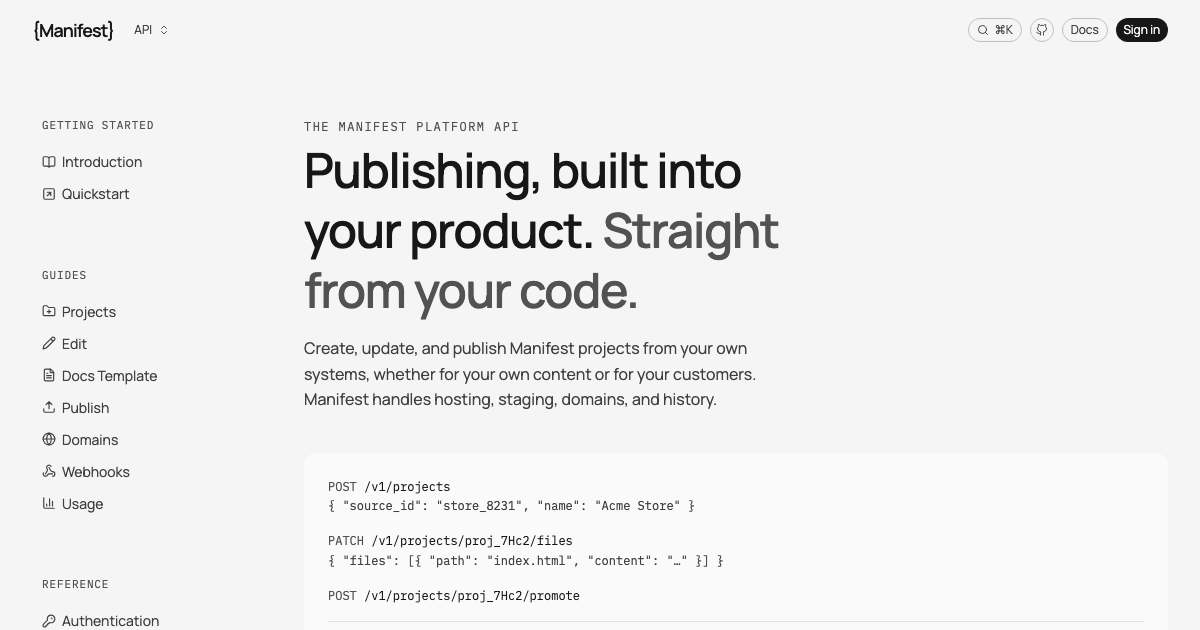 {Manifest}
API
⌘K
Docs
Sign in
GETTING STARTED
Introduction
Quickstart
GUIDES
Projects
Edit
Docs Template
Publish
Domains
Webhooks
Usage
REFERENCE
Authentication
THE MANIFEST PLATFORM API
Publishing, built into
your product. Straight
from your code.
Create, update, and publish Manifest projects from your own
systems, whether for your own content or for your customers.
Manifest handles hosting, staging, domains, and history.
POST /v1/projects
{ "source_id": "store_8231", "name": "Acme Store" }
PATCH /v1/projects/proj_7Hc2/files
{ "files": [{ "path": "index.html", "content": "…" }] }
POST /v1/projects/proj_7Hc2/promote